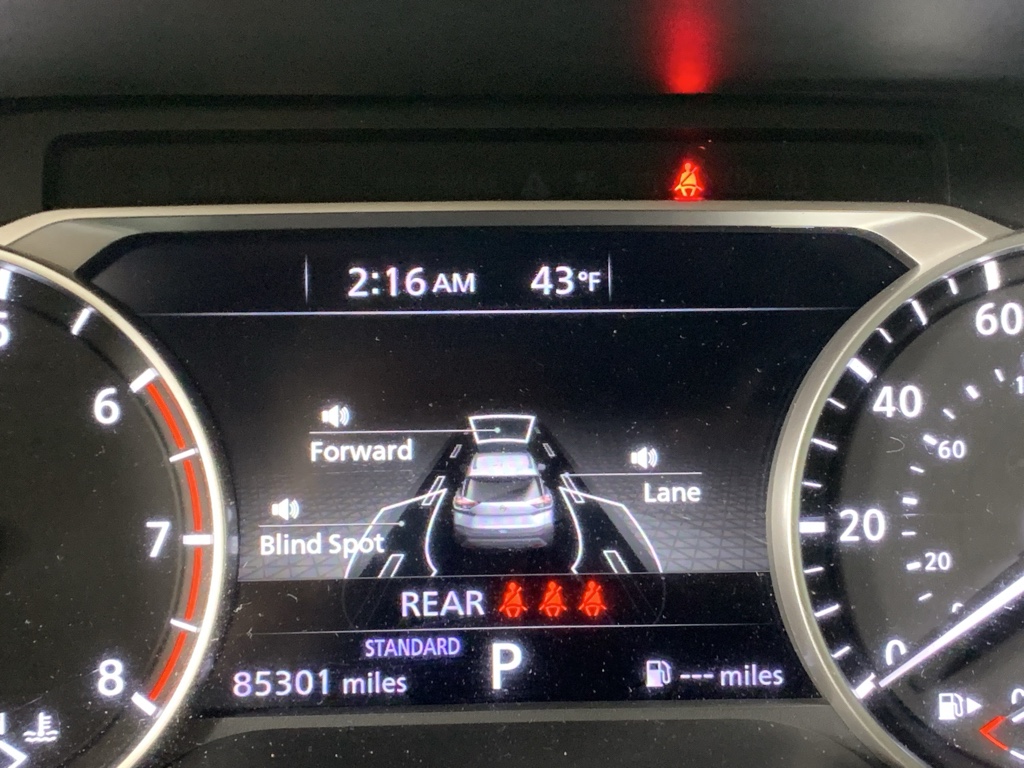 2:16 AM 43°F
Forward
Lane
Blind Spot
REAR
STANDARD
85301 miles
P
--- miles
6
7
8
60
40
20
0
60
20